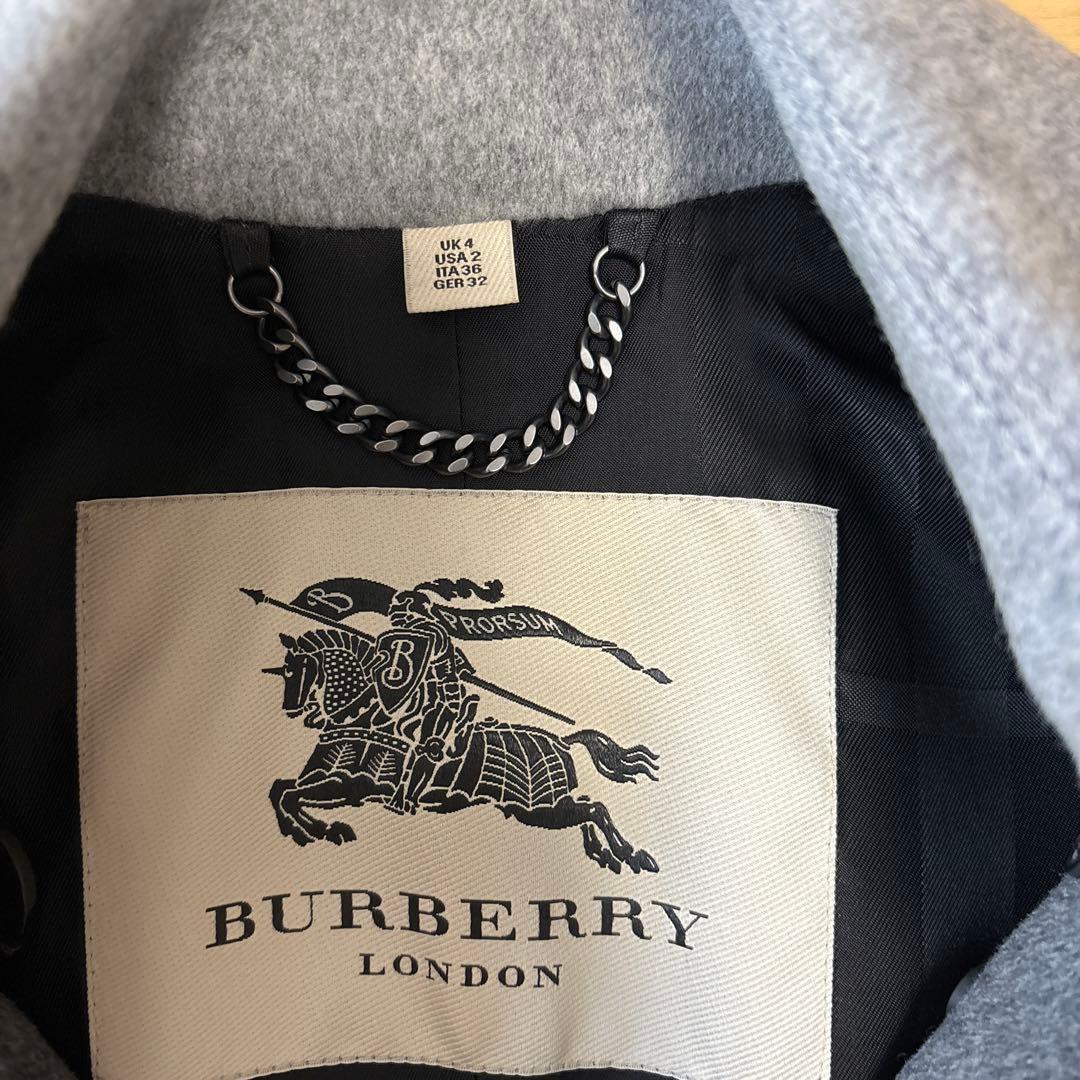 UK 4
USA 2
ITA 36
GER 32
B
PRORSUM
B
BURBERRY
LONDON